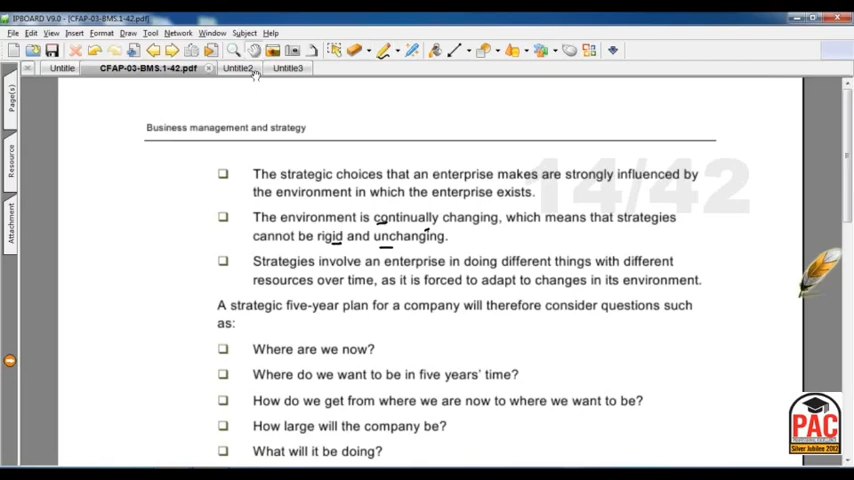 IPBOARD V9.0 - [CFAP-03-BMS.1-42.pdf]
File Edit View Insert Format Draw Tool Network Window Subject Help
Untitle CFAP-03-BMS.1-42.pdf Untitle2 Untitle3
Page(s)
Resource
Attachment
Business management and strategy
14/42
The strategic choices that an enterprise makes are strongly influenced by
the environment in which the enterprise exists.
The environment is continually changing, which means that strategies
cannot be rigid and unchanging.
Strategies involve an enterprise in doing different things with different
resources over time, as it is forced to adapt to changes in its environment.
A strategic five-year plan for a company will therefore consider questions such
as:
Where are we now?
Where do we want to be in five years' time?
How do we get from where we are now to where we want to be?
How large will the company be?
What will it be doing?
PAC
Silver Jubilee 2012